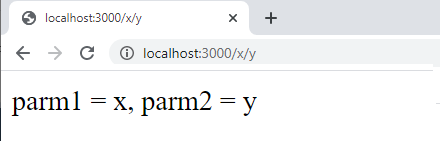 localhost:3000/x/y
localhost:3000/x/y
parm1 = x, parm2 = y